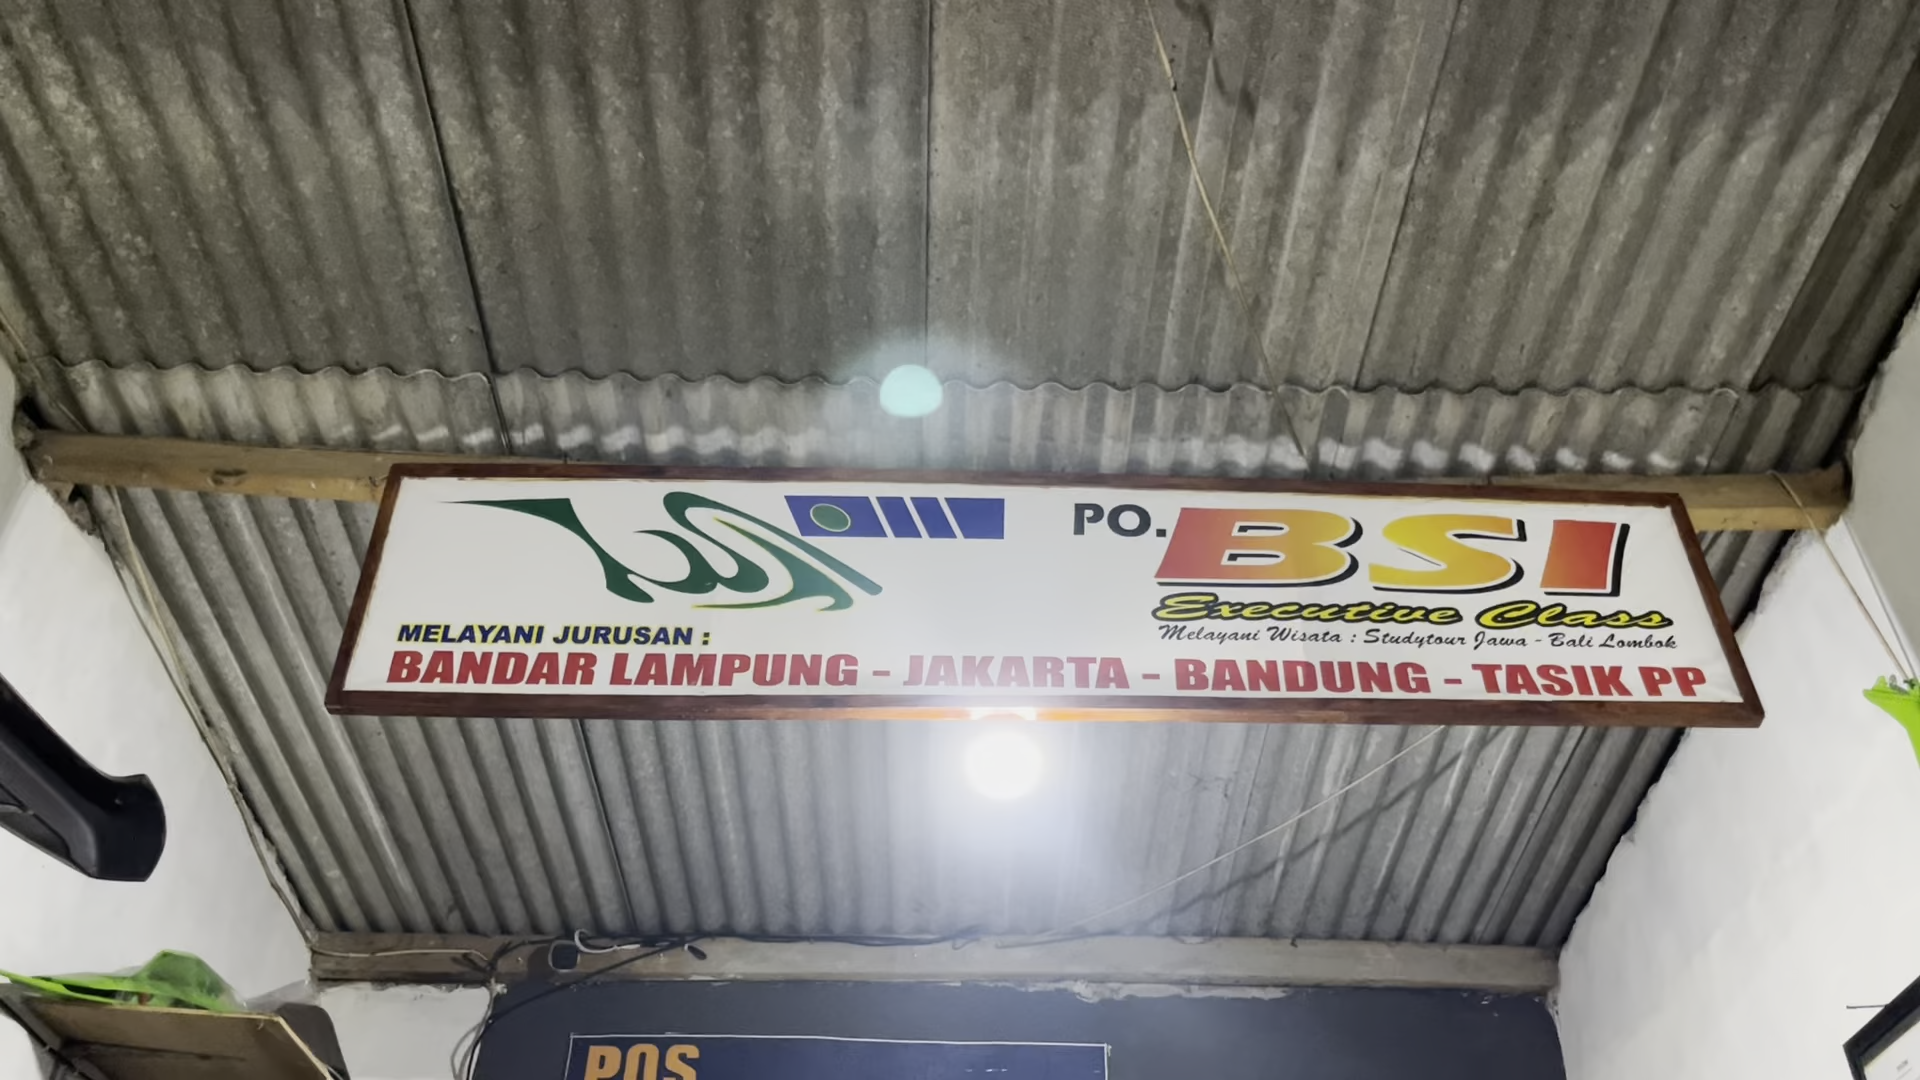 PO. BSI
Executive Class
Melayani Wisata : Studytour Jawa - Bali Lombok
MELAYANI JURUSAN :
BANDAR LAMPUNG - JAKARTA - BANDUNG - TASIK PP
POS